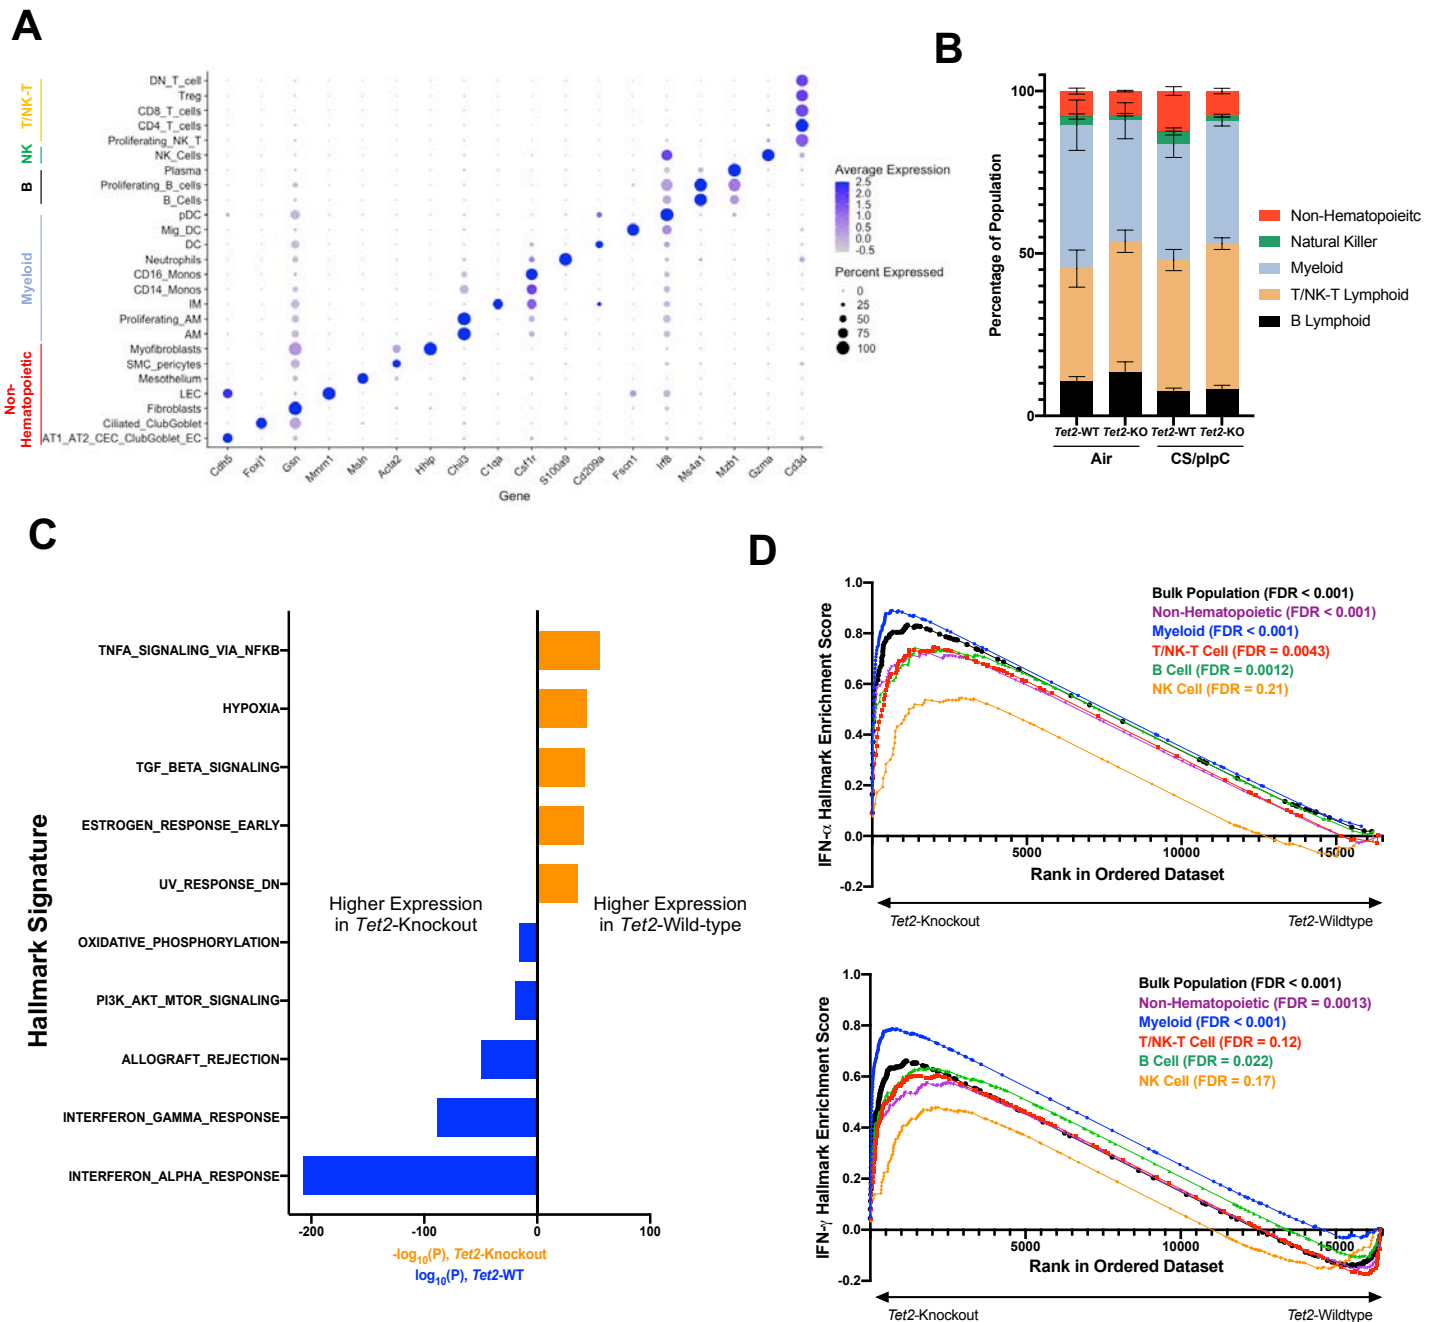 A
T/NK-T
NK
B
Myeloid
Non-
Hematopoietic
DN_T_cell
Treg
CD8_T_cells
CD4_T_cells
Proliferating_NK_T
NK_Cells
Plasma
Proliferating_B_cells
B_Cells
pDC
Mig_DC
DC
Neutrophils
CD16_Monos
CD14_Monos
IM
Proliferating_AM
AM
Myofibroblasts
SMC_pericytes
Mesothelium
LEC
Fibroblasts
Ciliated_ClubGoblet
AT1_AT2_CEC_ClubGoblet_EC
Cdh5
Foxj1
Gsn
Mmrn1
Msln
Acta2
Hhip
Chil3
C1qa
Csf1r
S100a9
Cd209a
Fscn1
Irf8
Ms4a1
Mzb1
Gzma
Cd3d
Gene
Average Expression
2.5
2.0
1.5
1.0
0.5
0.0
-0.5
Percent Expressed
0
25
50
75
100
B
Percentage of Population
100
50
0
Tet2-WT Tet2-KO Tet2-WT Tet2-KO
Air CS/pIpC
Non-Hematopoieitc
Natural Killer
Myeloid
T/NK-T Lymphoid
B Lymphoid
C
Hallmark Signature
TNFA_SIGNALING_VIA_NFKB
HYPOXIA
TGF_BETA_SIGNALING
ESTROGEN_RESPONSE_EARLY
UV_RESPONSE_DN
OXIDATIVE_PHOSPHORYLATION
PI3K_AKT_MTOR_SIGNALING
ALLOGRAFT_REJECTION
INTERFERON_GAMMA_RESPONSE
INTERFERON_ALPHA_RESPONSE
Higher Expression
in Tet2-Knockout
Higher Expression
in Tet2-Wild-type
-200 -100 0 100
-log10(P), Tet2-Knockout
log10(P), Tet2-WT
D
IFN-α Hallmark Enrichment Score
1.0
0.8
0.6
0.4
0.2
0.0
-0.2
Bulk Population (FDR < 0.001)
Non-Hematopoietic (FDR < 0.001)
Myeloid (FDR < 0.001)
T/NK-T Cell (FDR = 0.0043)
B Cell (FDR = 0.0012)
NK Cell (FDR = 0.21)
5000 10000 15000
Rank in Ordered Dataset
Tet2-Knockout Tet2-Wildtype
IFN-γ Hallmark Enrichment Score
1.0
0.8
0.6
0.4
0.2
0.0
-0.2
Bulk Population (FDR < 0.001)
Non-Hematopoietic (FDR = 0.0013)
Myeloid (FDR < 0.001)
T/NK-T Cell (FDR = 0.12)
B Cell (FDR = 0.022)
NK Cell (FDR = 0.17)
5000 10000 15000
Rank in Ordered Dataset
Tet2-Knockout Tet2-Wildtype